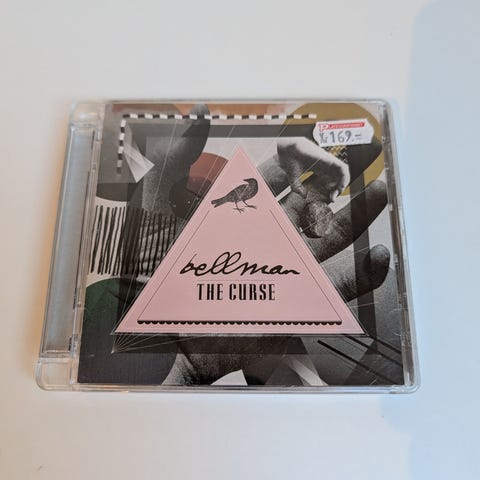 169.-
bellman
THE CURSE